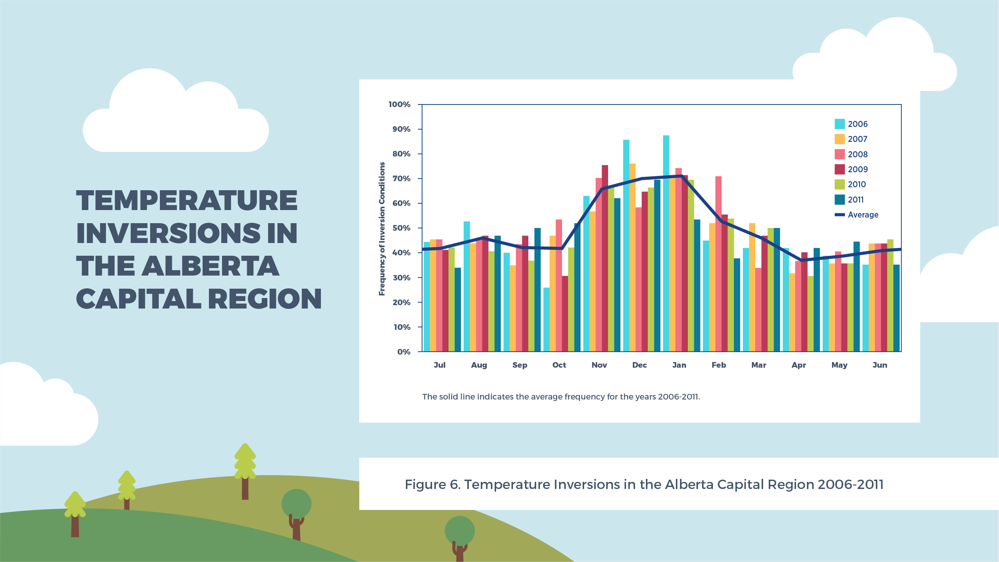 TEMPERATURE
INVERSIONS IN
THE ALBERTA
CAPITAL REGION
Frequency of Inversion Conditions
100%
90%
80%
70%
60%
50%
40%
30%
20%
10%
0%
2006
2007
2008
2009
2010
2011
Average
Jul Aug Sep Oct Nov Dec Jan Feb Mar Apr May Jun
The solid line indicates the average frequency for the years 2006-2011.
Figure 6. Temperature Inversions in the Alberta Capital Region 2006-2011